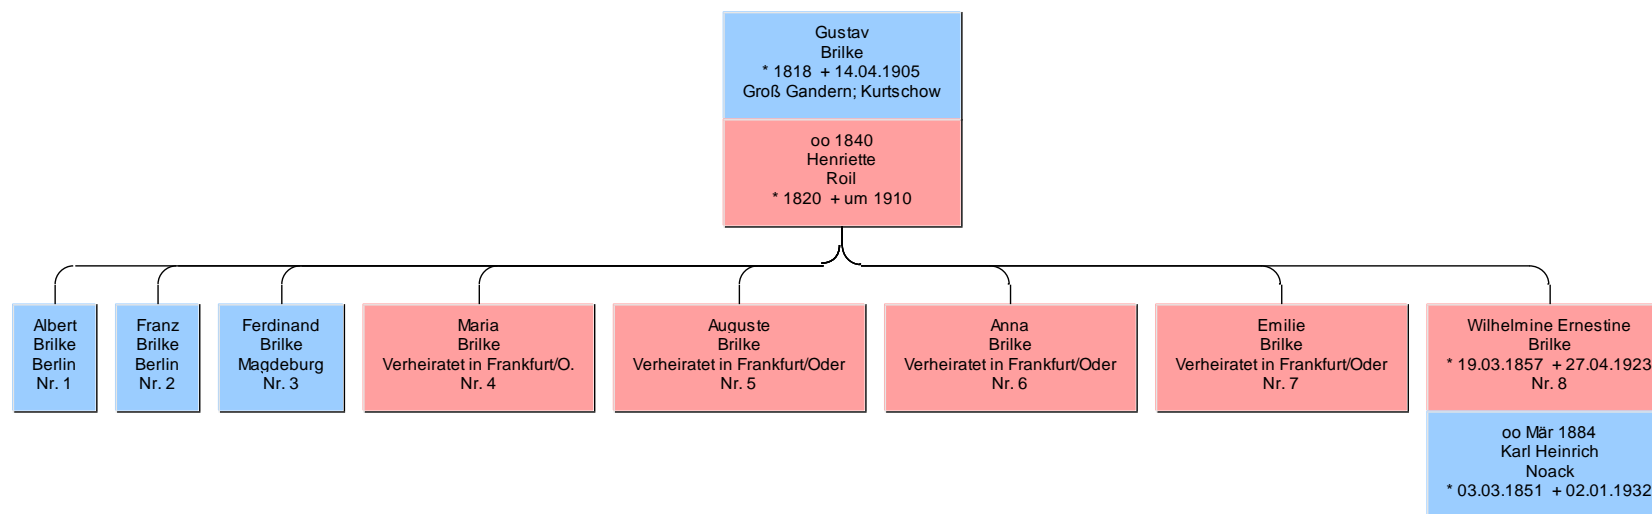 Gustav
Brilke
* 1818 + 14.04.1905
Groß Gandern; Kurtschow
oo 1840
Henriette
Roil
* 1820 + um 1910
Albert
Brilke
Berlin
Nr. 1
Franz
Brilke
Berlin
Nr. 2
Ferdinand
Brilke
Magdeburg
Nr. 3
Maria
Brilke
Verheiratet in Frankfurt/O.
Nr. 4
Auguste
Brilke
Verheiratet in Frankfurt/Oder
Nr. 5
Anna
Brilke
Verheiratet in Frankfurt/Oder
Nr. 6
Emilie
Brilke
Verheiratet in Frankfurt/Oder
Nr. 7
Wilhelmine Ernestine
Brilke
* 19.03.1857 + 27.04.1923
Nr. 8
oo Mär 1884
Karl Heinrich
Noack
* 03.03.1851 + 02.01.1932